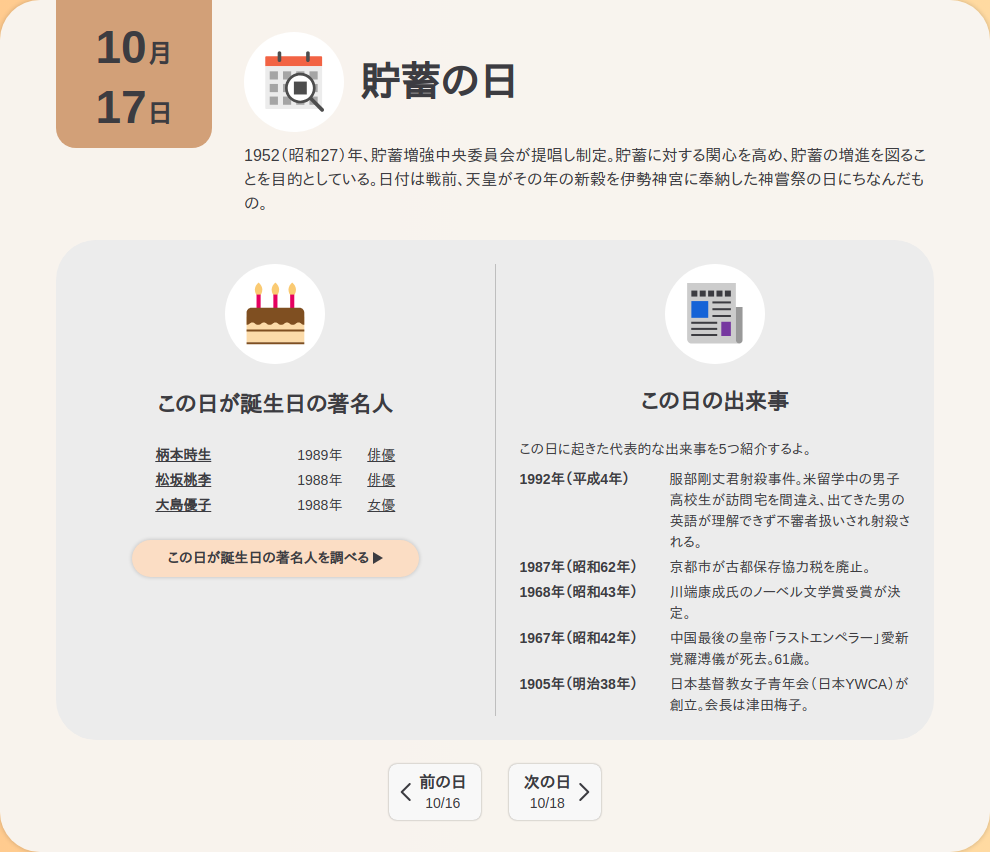 10月
17日
貯蓄の日
1952（昭和27）年、貯蓄増強中央委員会が提唱し制定。貯蓄に対する関心を高め、貯蓄の増進を図るこ
とを目的としている。日付は戦前、天皇がその年の新穀を伊勢神宮に奉納した神嘗祭の日にちなんだも
の。
この日が誕生日の著名人
柄本時生 1989年 俳優
松坂桃李 1988年 俳優
大島優子 1988年 女優
この日が誕生日の著名人を調べる▶
この日の出来事
この日に起きた代表的な出来事を5つ紹介するよ。
1992年（平成4年） 服部剛丈君射殺事件。米留学中の男子
高校生が訪問宅を間違え、出てきた男の
英語が理解できず不審者扱いされ射殺さ
れる。
1987年（昭和62年） 京都市が古都保存協力税を廃止。
1968年（昭和43年） 川端康成氏のノーベル文学賞受賞が決
定。
1967年（昭和42年） 中国最後の皇帝「ラストエンペラー」愛新
覚羅溥儀が死去。61歳。
1905年（明治38年） 日本基督教女子青年会（日本YWCA）が
創立。会長は津田梅子。
前の日
10/16
次の日
10/18